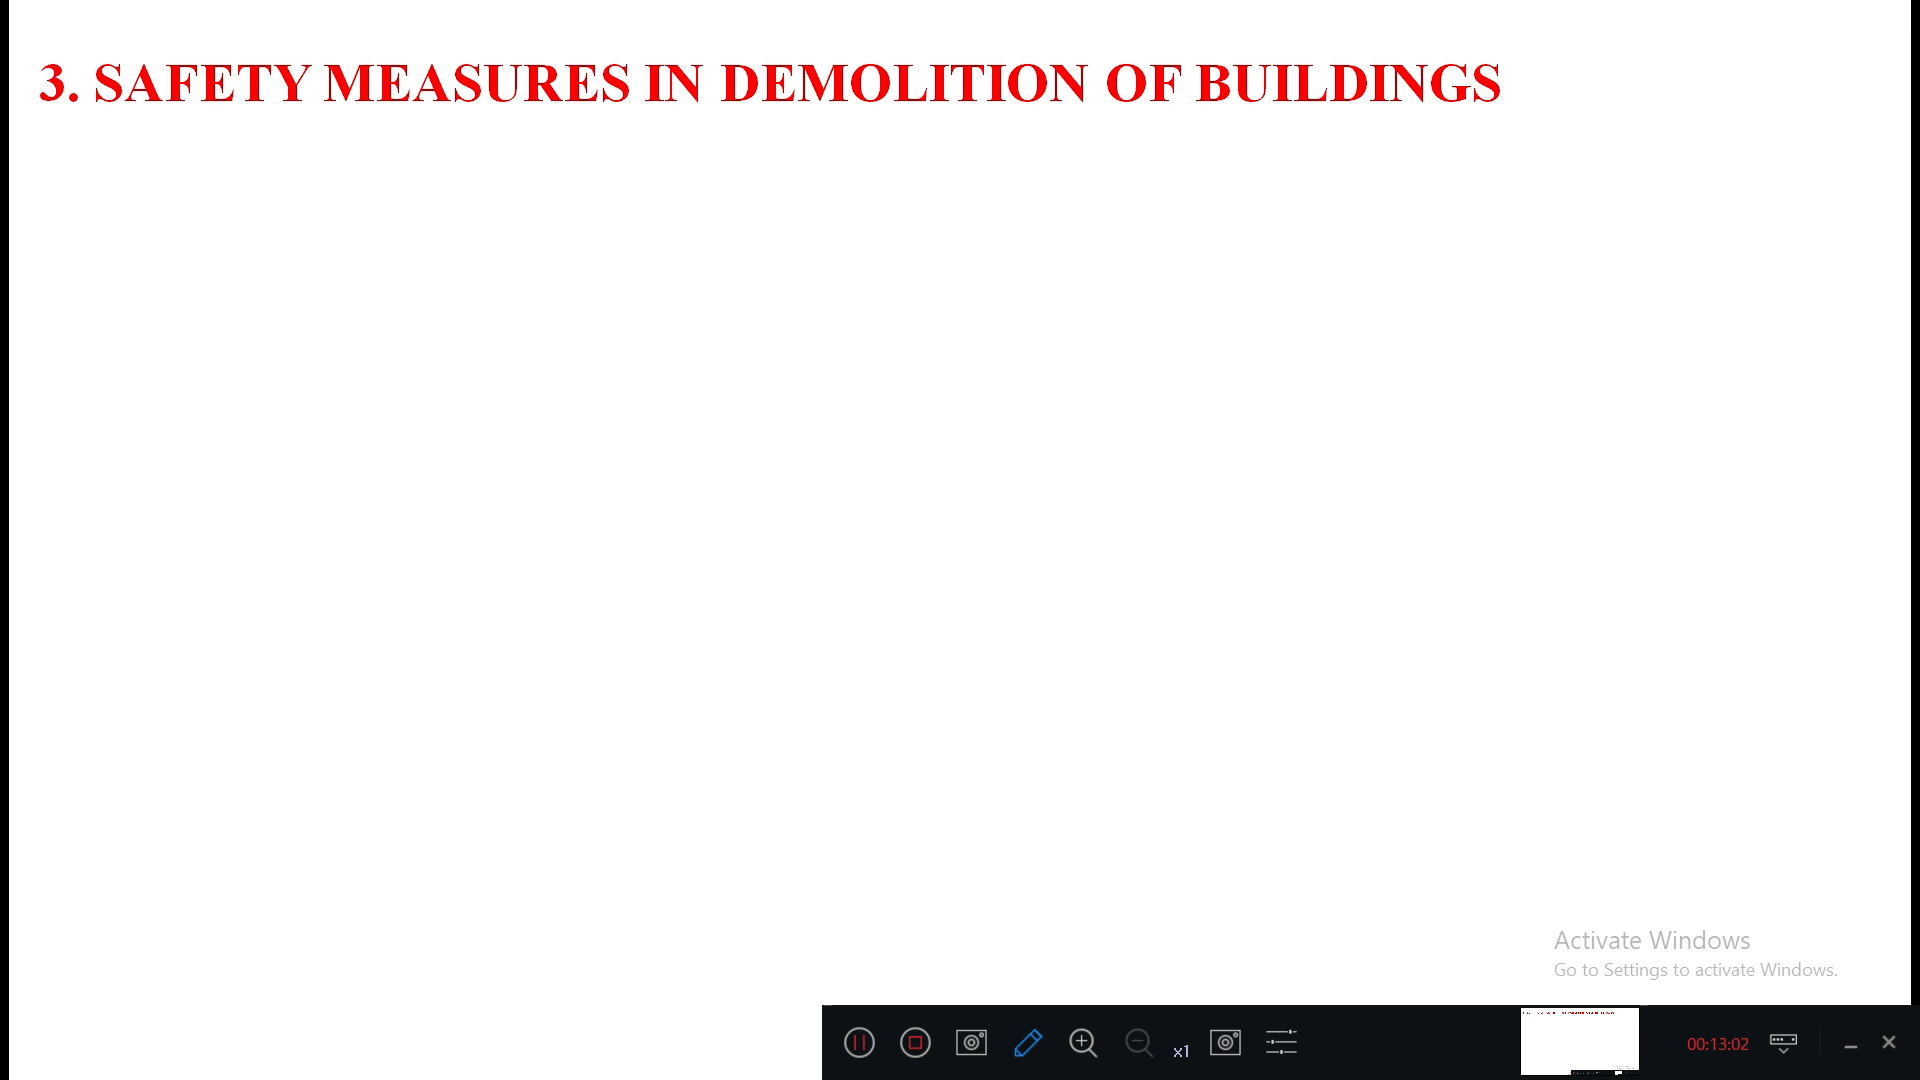 3. SAFETY MEASURES IN DEMOLITION OF BUILDINGS
Activate Windows
Go to Settings to activate Windows.
x1
00:13:02